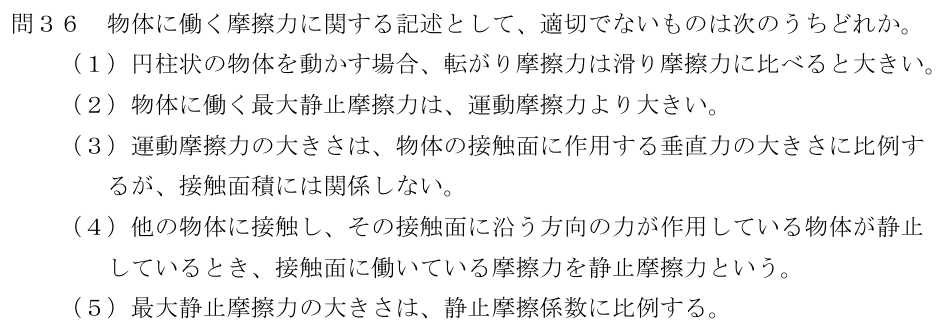 問36　物体に働く摩擦力に関する記述として、適切でないものは次のうちどれか。
(1)円柱状の物体を動かす場合、転がり摩擦力は滑り摩擦力に比べると大きい。
(2)物体に働く最大静止摩擦力は、運動摩擦力より大きい。
(3)運動摩擦力の大きさは、物体の接触面に作用する垂直力の大きさに比例す
るが、接触面積には関係しない。
(4)他の物体に接触し、その接触面に沿う方向の力が作用している物体が静止
しているとき、接触面に働いている摩擦力を静止摩擦力という。
(5)最大静止摩擦力の大きさは、静止摩擦係数に比例する。